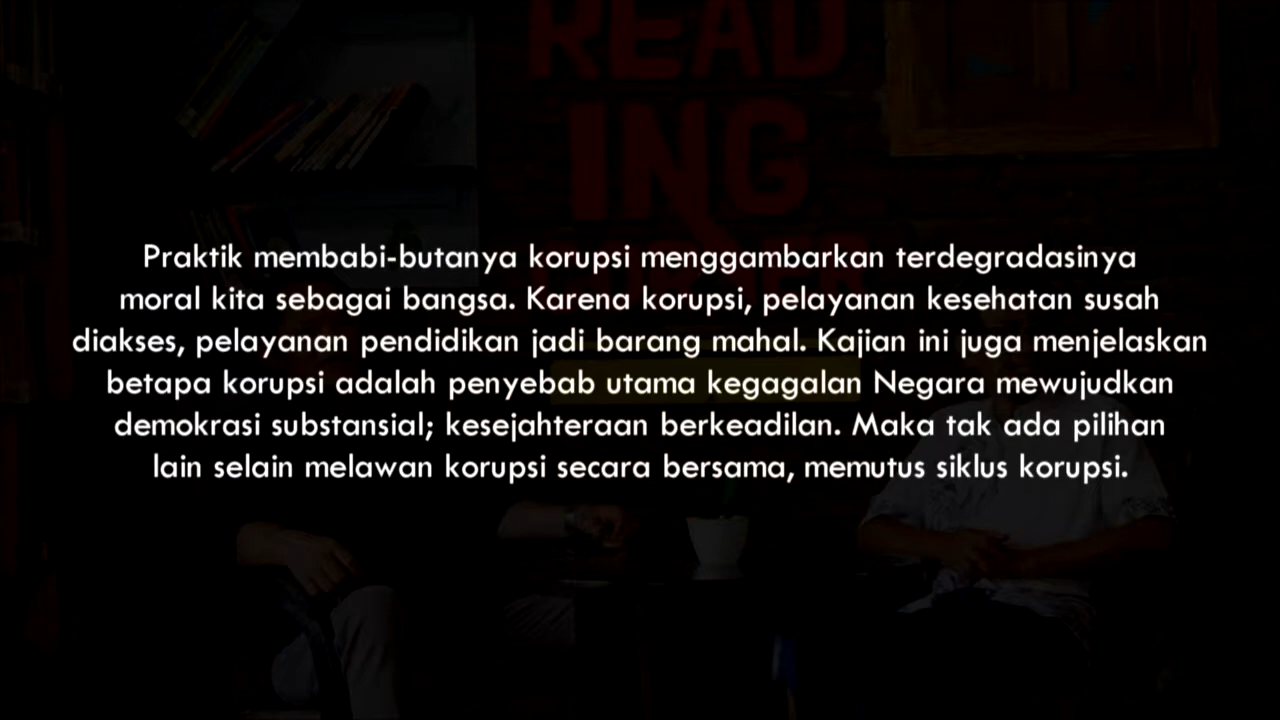 READ
ING
Praktik membabi-butanya korupsi menggambarkan terdegradasinya
moral kita sebagai bangsa. Karena korupsi, pelayanan kesehatan susah
diakses, pelayanan pendidikan jadi barang mahal. Kajian ini juga menjelaskan
betapa korupsi adalah penyebab utama kegagalan Negara mewujudkan
demokrasi substansial; kesejahteraan berkeadilan. Maka tak ada pilihan
lain selain melawan korupsi secara bersama, memutus siklus korupsi.